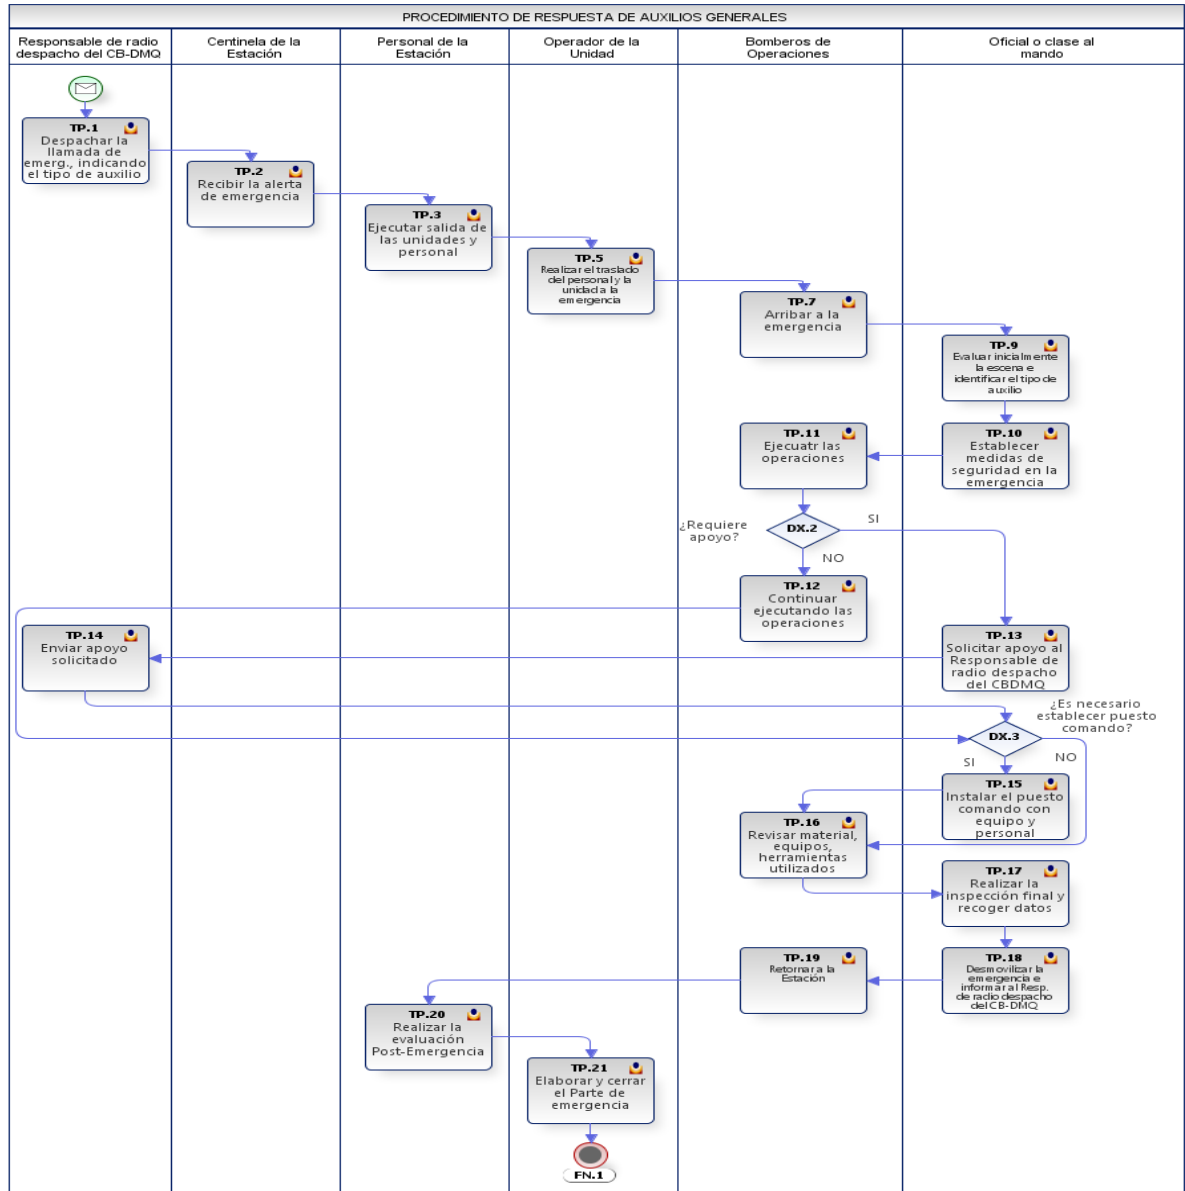 PROCEDIMIENTO DE RESPUESTA DE AUXILIOS GENERALES
Responsable de radio
despacho del CB-DMQ
Centinela de la
Estación
Personal de la
Estación
Operador de la
Unidad
Bomberos de
Operaciones
Oficial o clase al
mando
TP.1
Despachar la
llamada de
emerg., indicando
el tipo de auxilio
TP.2
Recibir la alerta
de emergencia
TP.3
Ejecutar salida de
las unidades y
personal
TP.5
Realizar el traslado
del personal y la
unidad a la
emergencia
TP.7
Arribar a la
emergencia
TP.9
Evaluar inicialmente
la escena e
identificar el tipo de
auxilio
TP.10
Establecer
medidas de
seguridad en la
emergencia
TP.11
Ejecuatr las
operaciones
¿Requiere
apoyo?
DX.2
SI
NO
TP.12
Continuar
ejecutando las
operaciones
TP.13
Solicitar apoyo al
Responsable de
radio despacho
del CBDMQ
TP.14
Enviar apoyo
solicitado
¿Es necesario
establecer puesto
comando?
DX.3
SI
NO
TP.15
Instalar el puesto
comando con
equipo y
personal
TP.16
Revisar material,
equipos,
herramientas
utilizados
TP.17
Realizar la
inspección final y
recoger datos
TP.18
Desmovilizar la
emergencia e
informar al Resp.
de radio despacho
del CB-DMQ
TP.19
Retornar a la
Estación
TP.20
Realizar la
evaluación
Post-Emergencia
TP.21
Elaborar y cerrar
el Parte de
emergencia
FN.1